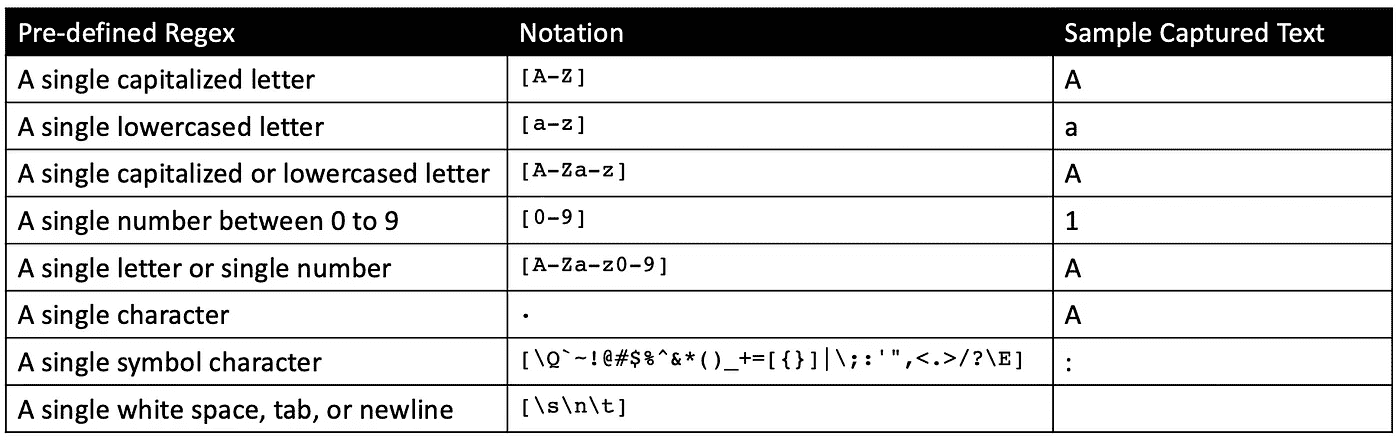 Pre-defined Regex Notation Sample Captured Text
A single capitalized letter [A-Z] A
A single lowercased letter [a-z] a
A single capitalized or lowercased letter [A-Za-z] A
A single number between 0 to 9 [0-9] 1
A single letter or single number [A-Za-z0-9] A
A single character . A
A single symbol character [\Q`~!@#$%^&*()_+=[{}]|\;:'",<.>/?\E] :
A single white space, tab, or newline [\s\n\t]